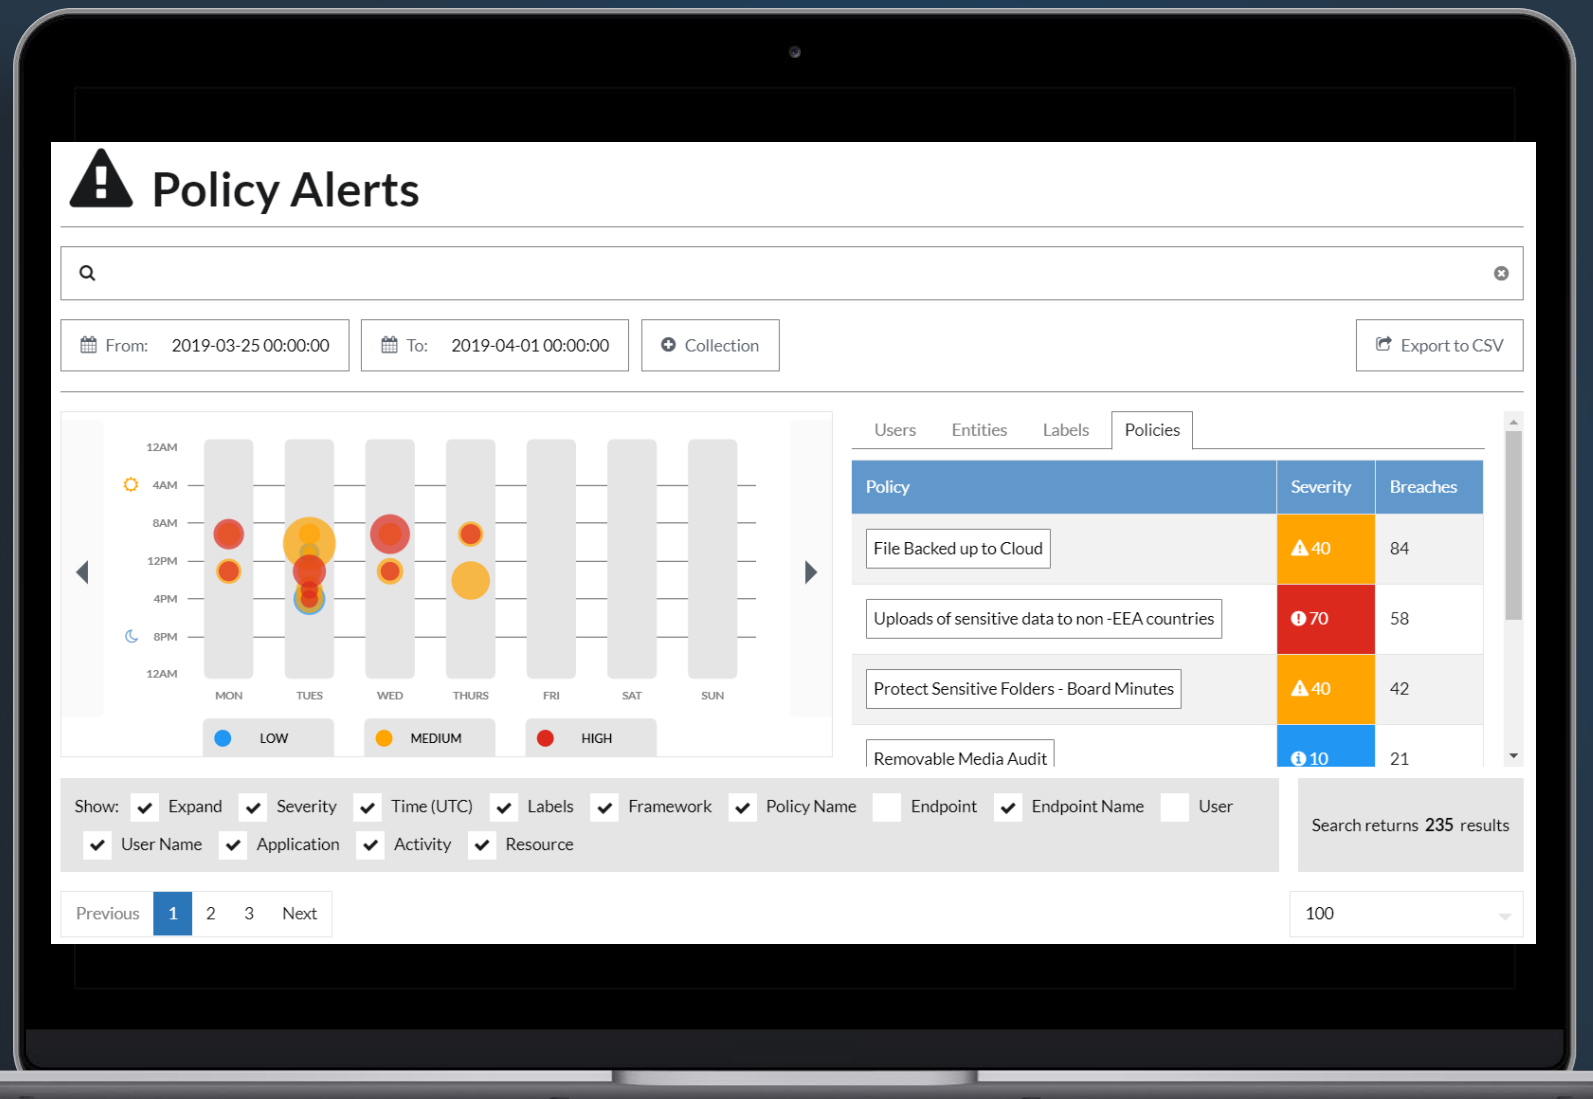 Policy Alerts
From: 2019-03-25 00:00:00 To: 2019-04-01 00:00:00 Collection Export to CSV
12AM
4AM
8AM
12PM
4PM
8PM
12AM
MON TUES WED THURS FRI SAT SUN
LOW MEDIUM HIGH
Users Entities Labels Policies
Policy Severity Breaches
File Backed up to Cloud 40 84
Uploads of sensitive data to non -EEA countries 70 58
Protect Sensitive Folders - Board Minutes 40 42
Removable Media Audit 10 21
Show: Expand Severity Time (UTC) Labels Framework Policy Name Endpoint Endpoint Name User
User Name Application Activity Resource
Search returns 235 results
Previous 1 2 3 Next
100